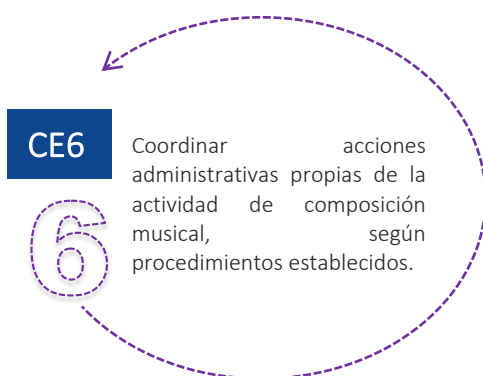 CE6
6
Coordinar acciones
administrativas propias de la
actividad de composición
musical, según
procedimientos establecidos.